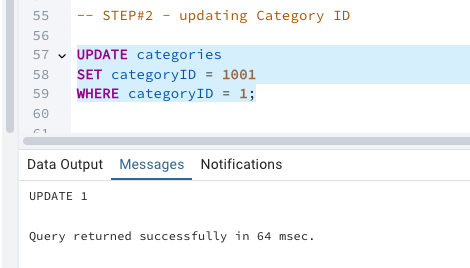 55 -- STEP#2 - updating Category ID
56
57 UPDATE categories
58 SET categoryID = 1001
59 WHERE categoryID = 1;
60
61
Data Output Messages Notifications
UPDATE 1
Query returned successfully in 64 msec.